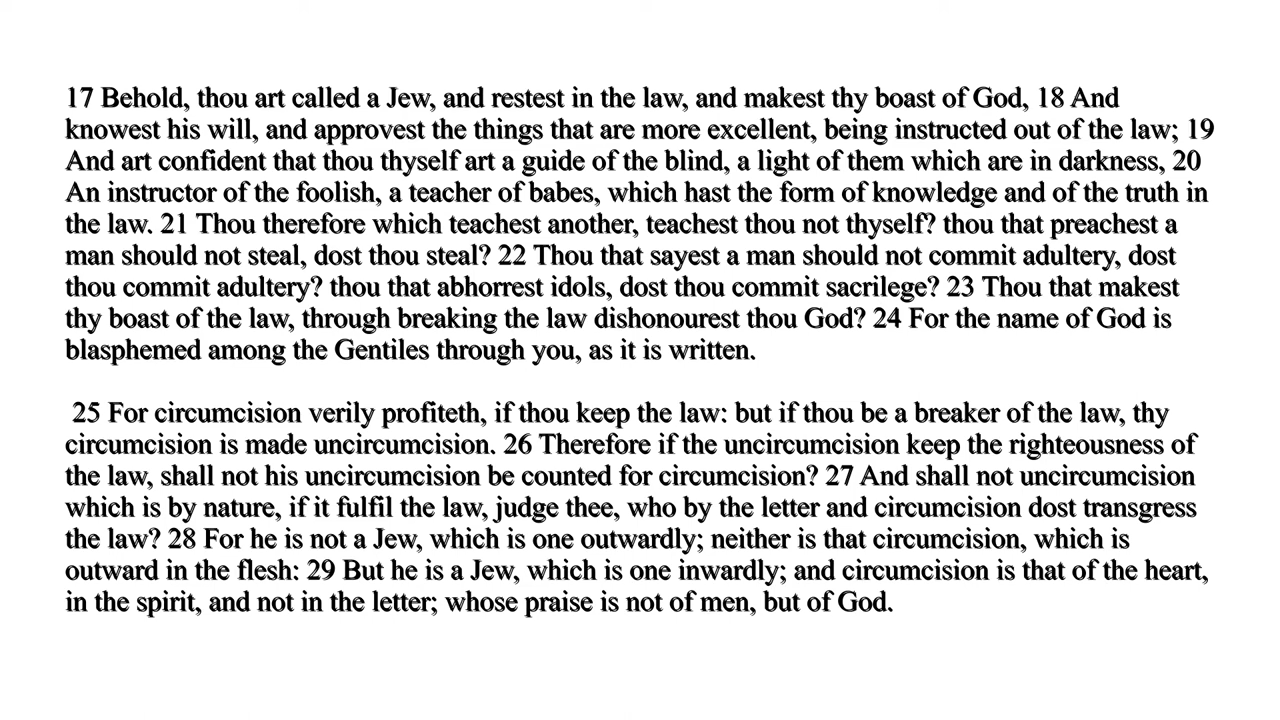 17 Behold, thou art called a Jew, and restest in the law, and makest thy boast of God, 18 And
knowest his will, and approvest the things that are more excellent, being instructed out of the law; 19
And art confident that thou thyself art a guide of the blind, a light of them which are in darkness, 20
An instructor of the foolish, a teacher of babes, which hast the form of knowledge and of the truth in
the law. 21 Thou therefore which teachest another, teachest thou not thyself? thou that preachest a
man should not steal, dost thou steal? 22 Thou that sayest a man should not commit adultery, dost
thou commit adultery? thou that abhorrest idols, dost thou commit sacrilege? 23 Thou that makest
thy boast of the law, through breaking the law dishonourest thou God? 24 For the name of God is
blasphemed among the Gentiles through you, as it is written.
25 For circumcision verily profiteth, if thou keep the law: but if thou be a breaker of the law, thy
circumcision is made uncircumcision. 26 Therefore if the uncircumcision keep the righteousness of
the law, shall not his uncircumcision be counted for circumcision? 27 And shall not uncircumcision
which is by nature, if it fulfil the law, judge thee, who by the letter and circumcision dost transgress
the law? 28 For he is not a Jew, which is one outwardly; neither is that circumcision, which is
outward in the flesh: 29 But he is a Jew, which is one inwardly; and circumcision is that of the heart,
in the spirit, and not in the letter; whose praise is not of men, but of God.